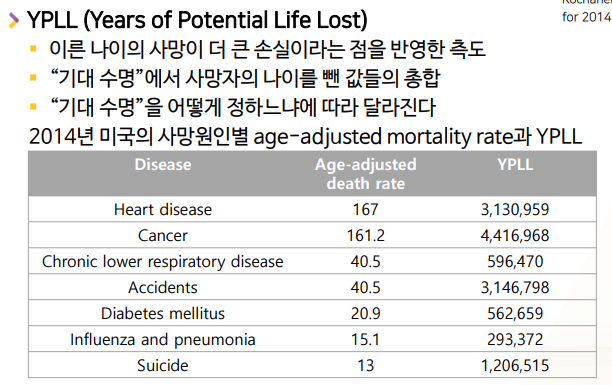 Kochane
for 2014
YPLL (Years of Potential Life Lost)
이른 나이의 사망이 더 큰 손실이라는 점을 반영한 측도
“기대 수명”에서 사망자의 나이를 뺀 값들의 총합
“기대 수명”을 어떻게 정하느냐에 따라 달라진다
2014년 미국의 사망원인별 age-adjusted mortality rate과 YPLL
Disease Age-adjusted death rate YPLL
Heart disease 167 3,130,959
Cancer 161.2 4,416,968
Chronic lower respiratory disease 40.5 596,470
Accidents 40.5 3,146,798
Diabetes mellitus 20.9 562,659
Influenza and pneumonia 15.1 293,372
Suicide 13 1,206,515